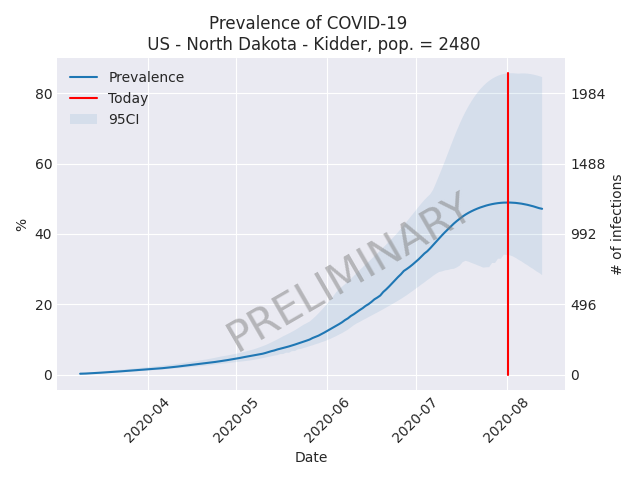 Prevalence of COVID-19
US - North Dakota - Kidder, pop. = 2480
Prevalence
Today
95CI
80
60
40
20
0
%
1984
1488
992
496
0
# of infections
PRELIMINARY
2020-04
2020-05
2020-06
2020-07
2020-08
Date